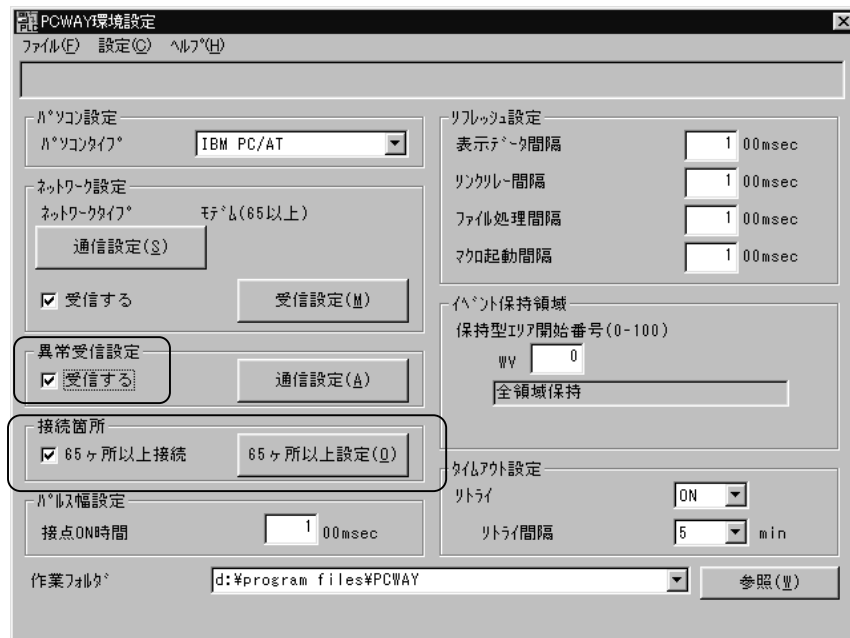 PCWAY環境設定
ﾌｧｲﾙ(F) 設定(C) ﾍﾙﾌﾟ(H)
ﾊﾟｿｺﾝ設定
ﾊﾟｿｺﾝﾀｲﾌﾟ IBM PC/AT
ﾈｯﾄﾜｰｸ設定
ﾈｯﾄﾜｰｸﾀｲﾌﾟ ﾓﾃﾞﾑ(65以上)
通信設定(S)
受信する 受信設定(M)
異常受信設定
受信する 通信設定(A)
接続箇所
65ヶ所以上接続 65ヶ所以上設定(O)
ﾊﾟﾙｽ幅設定
接点ON時間 1 00msec
ﾘﾌﾚｯｼｭ設定
表示ﾃﾞｰﾀ間隔 1 00msec
ﾘﾝｸﾘﾚｰ間隔 1 00msec
ﾌｧｲﾙ処理間隔 1 00msec
ﾏｸﾛ起動間隔 1 00msec
ｲﾍﾞﾝﾄ保持領域
保持型ｴﾘｱ開始番号(0-100)
WV 0
全領域保持
ﾀｲﾑｱｳﾄ設定
ﾘﾄﾗｲ ON
ﾘﾄﾗｲ間隔 5 min
作業ﾌｫﾙﾀﾞ d:¥program files¥PCWAY 参照(W)